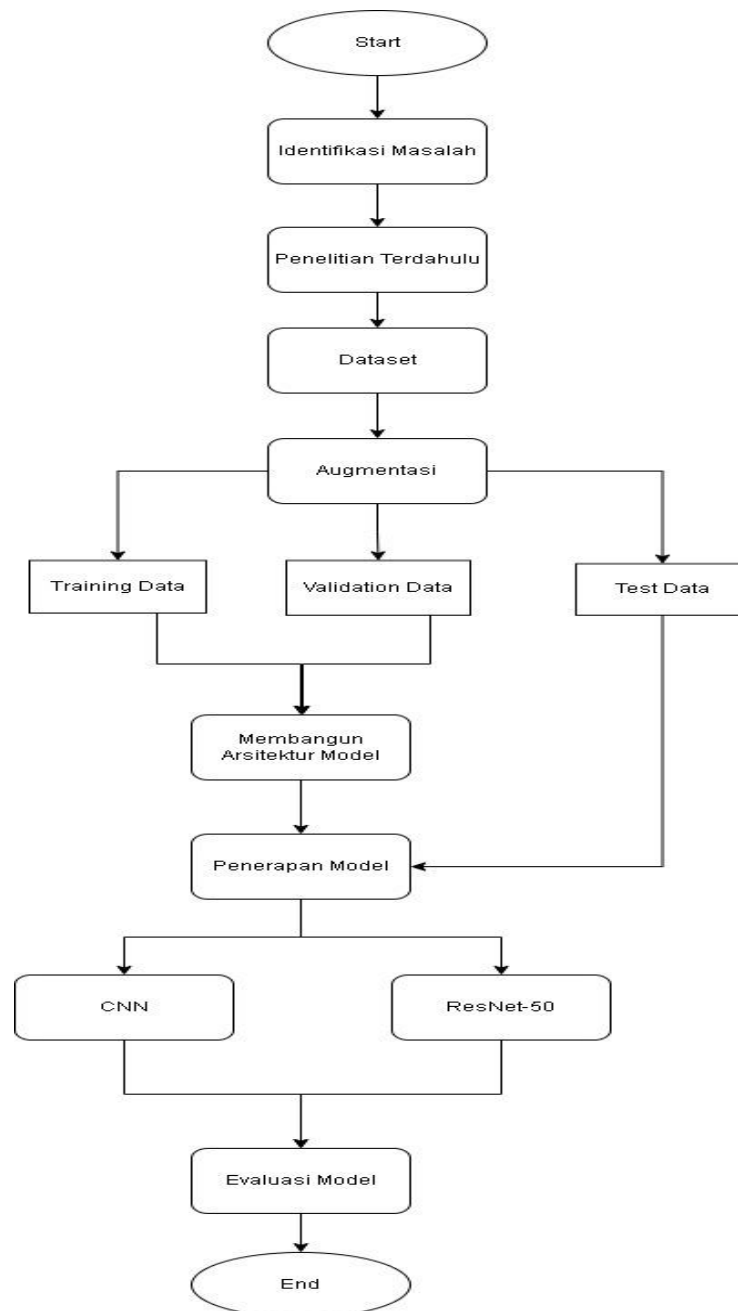 Start
Identifikasi Masalah
Penelitian Terdahulu
Dataset
Augmentasi
Training Data
Validation Data
Test Data
Membangun
Arsitektur Model
Penerapan Model
CNN
ResNet-50
Evaluasi Model
End